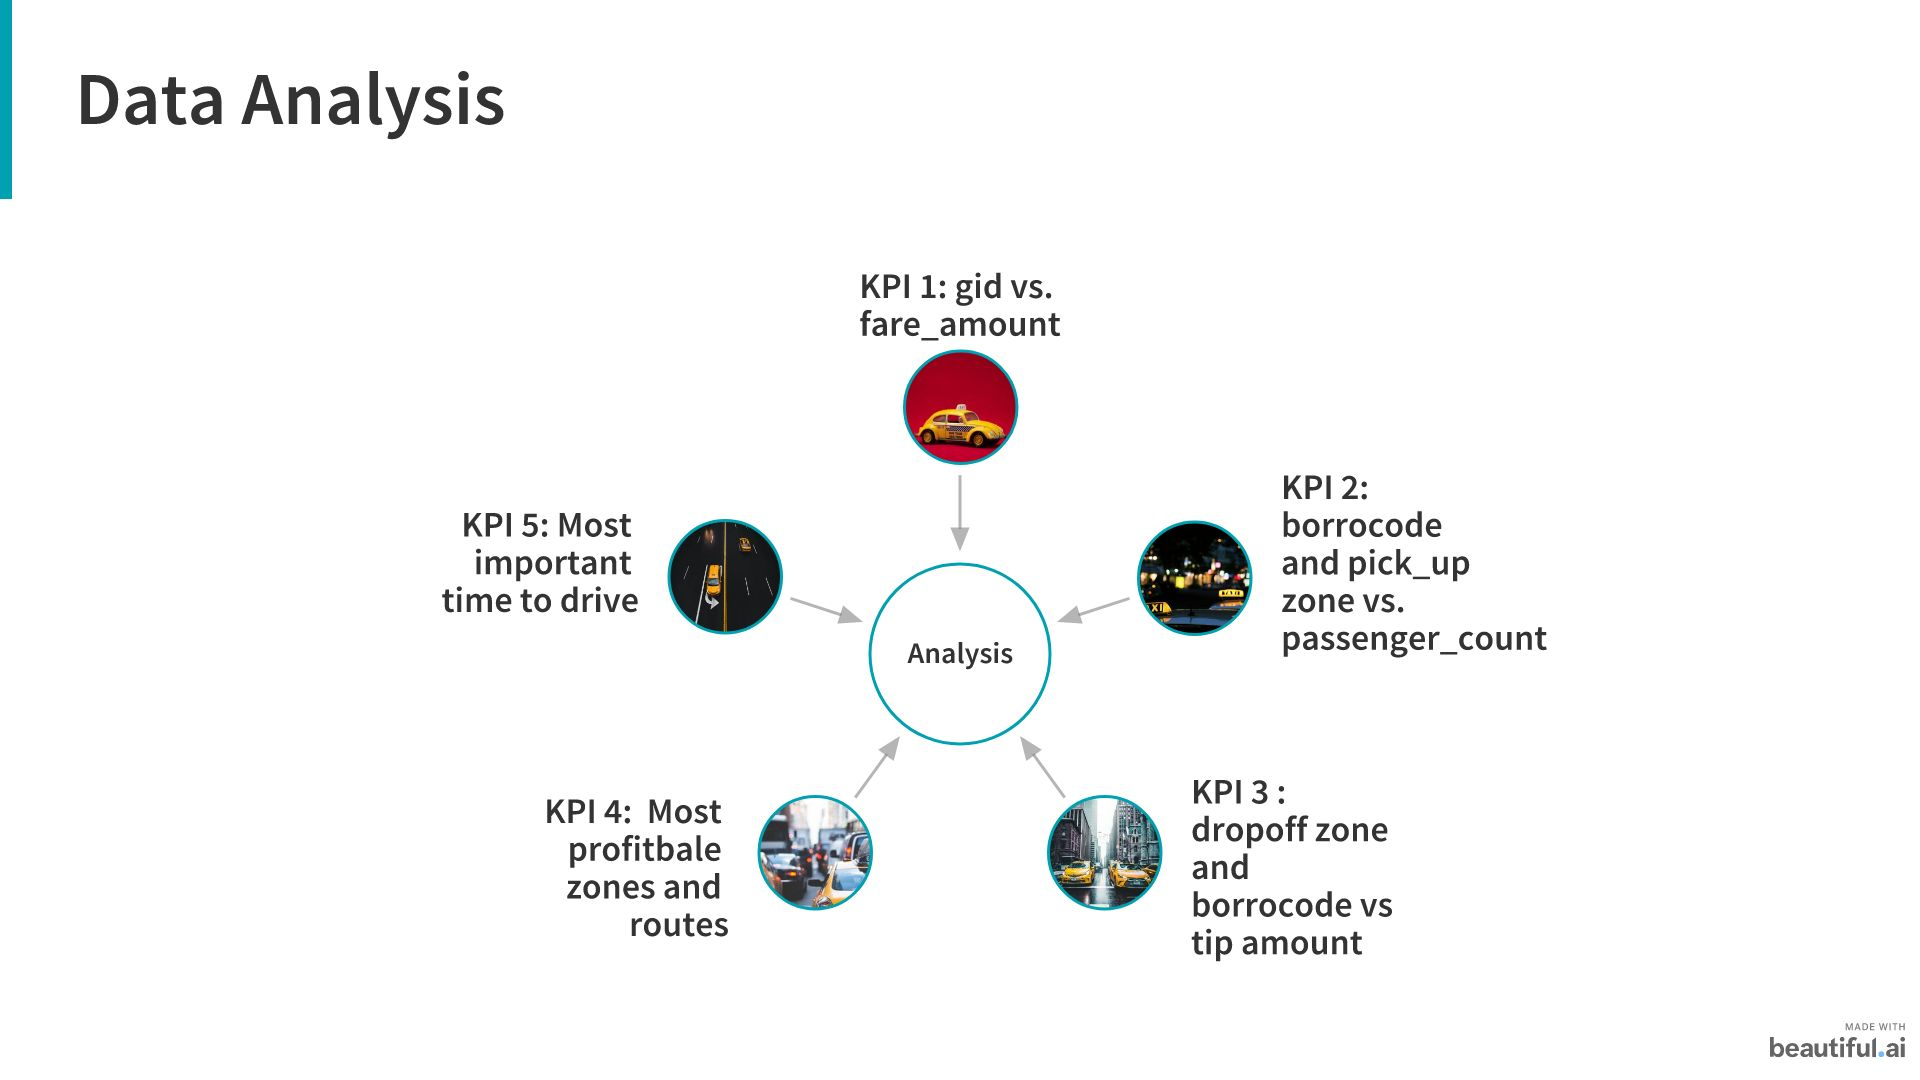 Data Analysis
KPI 1: gid vs.
fare_amount
KPI 2:
borrocode
and pick_up
zone vs.
passenger_count
KPI 5: Most
important
time to drive
Analysis
KPI 4:  Most
profitbale
zones and
routes
KPI 3 :
dropoff zone
and
borrocode vs
tip amount
MADE WITH
beautiful.ai